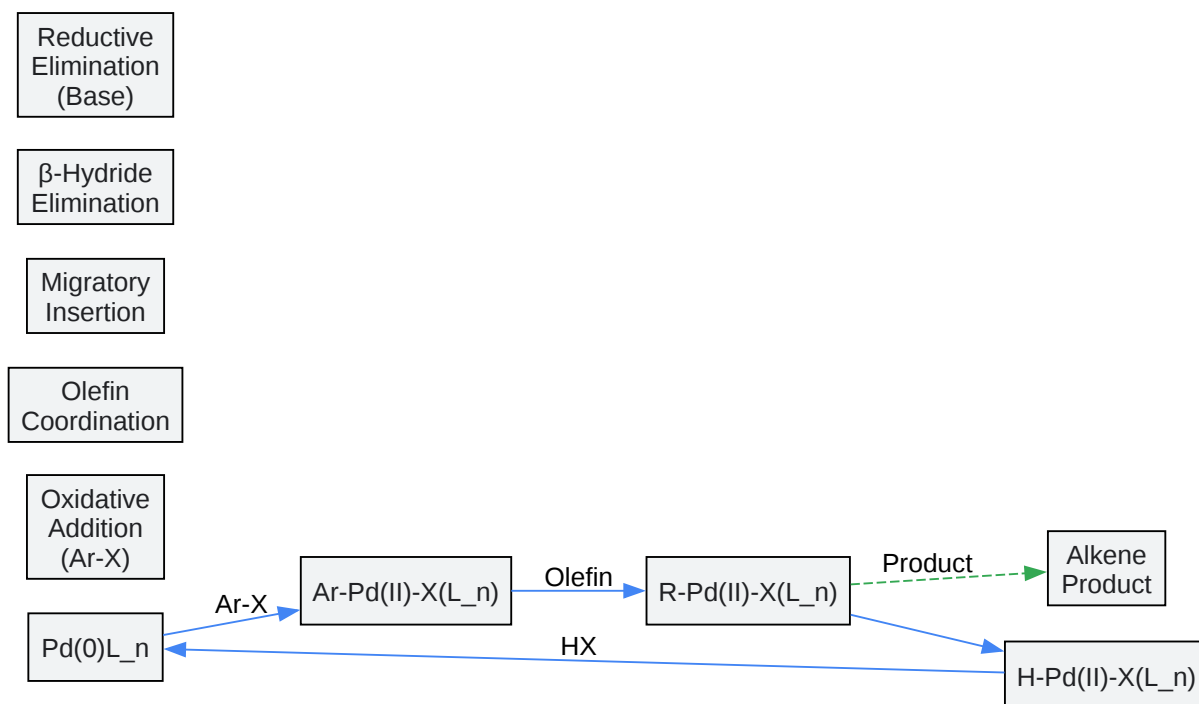 Reductive
Elimination
(Base)
β-Hydride
Elimination
Migratory
Insertion
Olefin
Coordination
Oxidative
Addition
(Ar-X)
Pd(0)L_n
Ar-X
Ar-Pd(II)-X(L_n)
Olefin
R-Pd(II)-X(L_n)
Product
Alkene
Product
HX
H-Pd(II)-X(L_n)